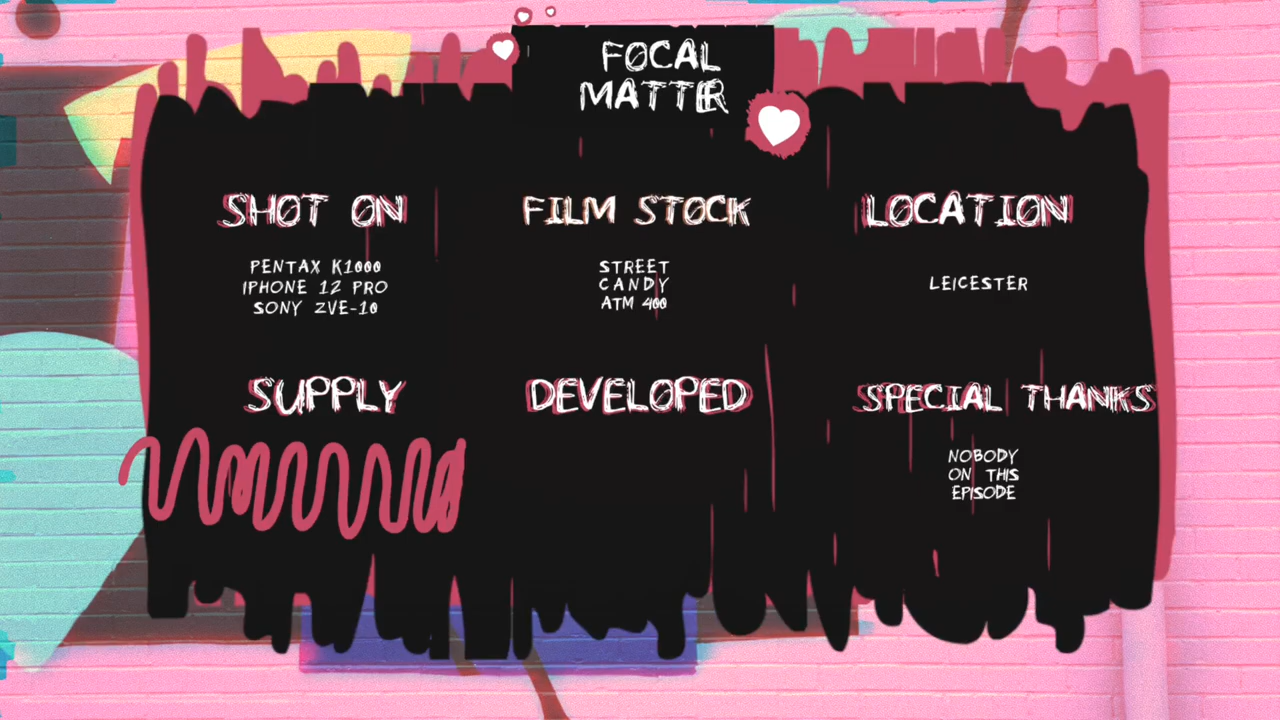 FOCAL
MATTER
SHOT ON
PENTAX K1000
IPHONE 12 PRO
SONY ZVE-10
FILM STOCK
STREET
CANDY
ATM 400
LOCATION
LEICESTER
SUPPLY
DEVELOPED
SPECIAL THANKS
NOBODY
ON THIS
EPISODE